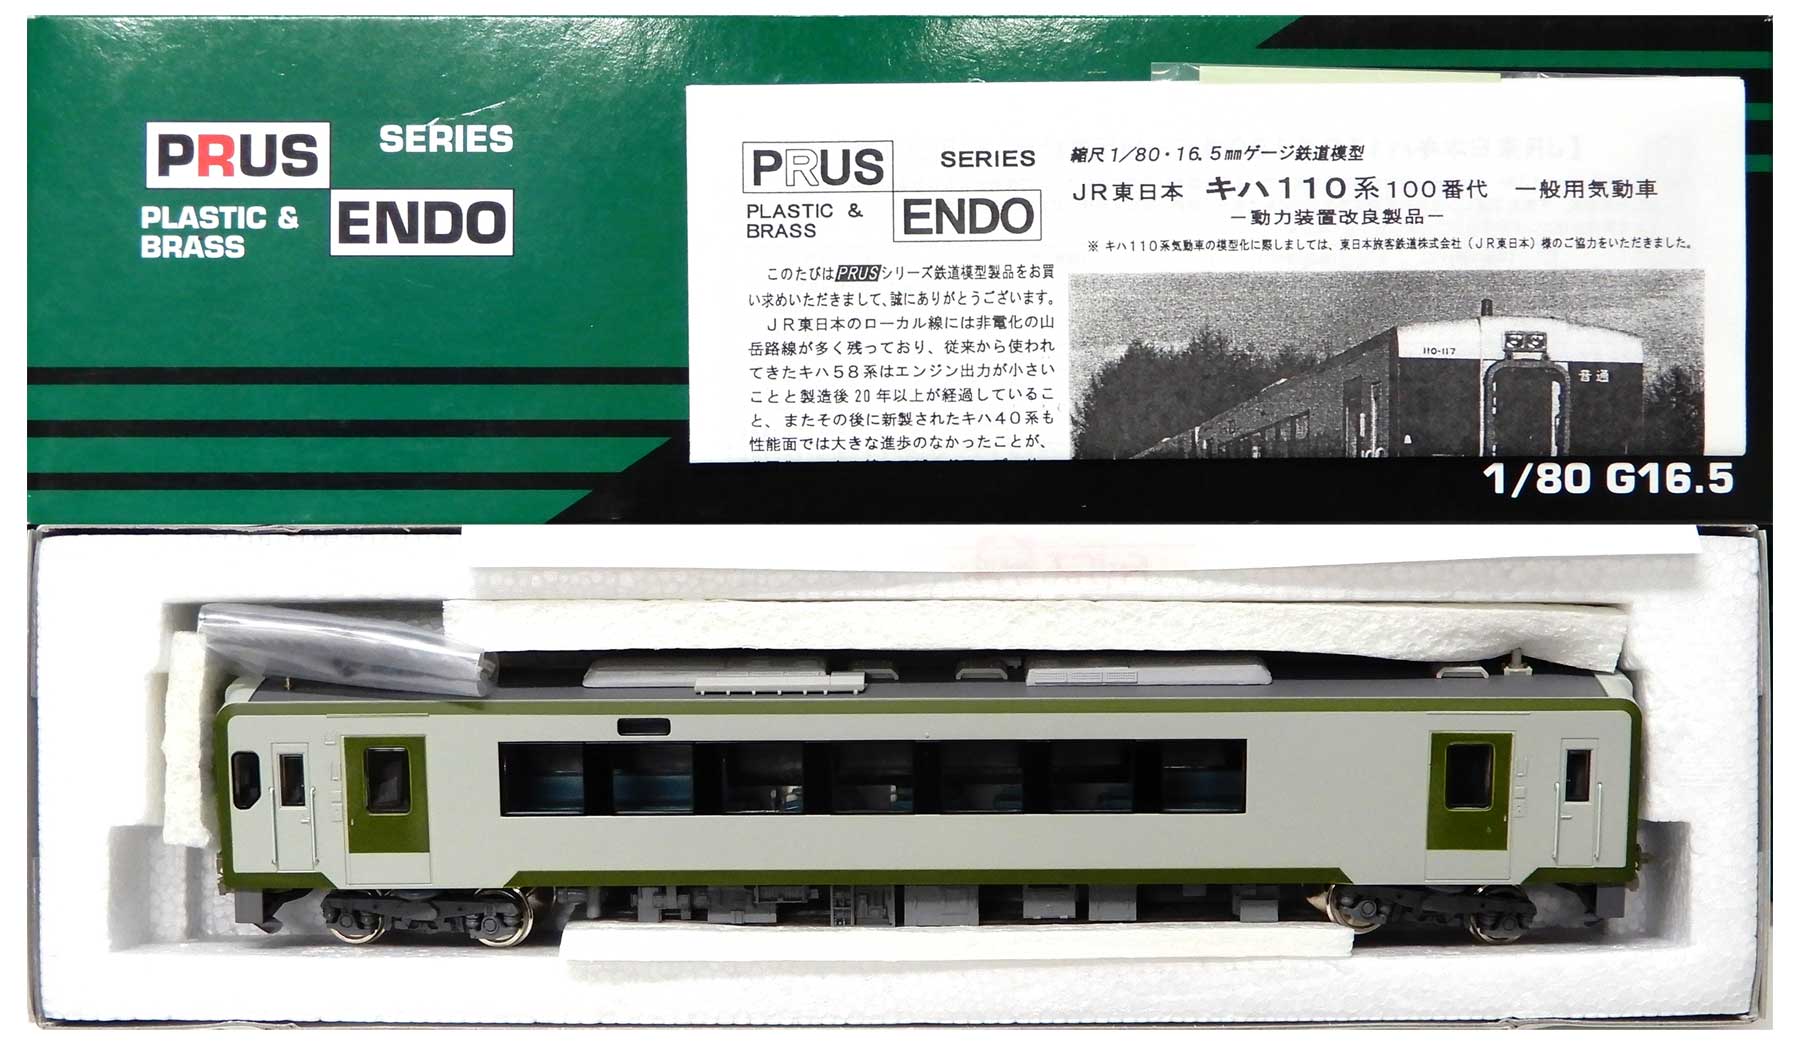 PRUS SERIES
PLASTIC & BRASS
ENDO
PRUS SERIES
PLASTIC & BRASS
ENDO
縮尺1/80・16.5㎜ゲージ鉄道模型
JR東日本 キハ110系100番代 一般用気動車
-動力装置改良製品-
※ キハ110系気動車の模型化に際しましては、東日本旅客鉄道株式会社(JR東日本)様のご協力をいただきました。
このたびはPRUSシリーズ鉄道模型製品をお買
い求めいただきまして、誠にありがとうございます。
JR東日本のローカル線には非電化の山
岳路線が多く残っており、従来から使われ
てきたキハ58系はエンジン出力が小さい
ことと製造後20年以上が経過しているこ
と、またその後に新製されたキハ40系も
性能面では大きな進歩のなかったことが、
110-117
普通
1/80 G16.5